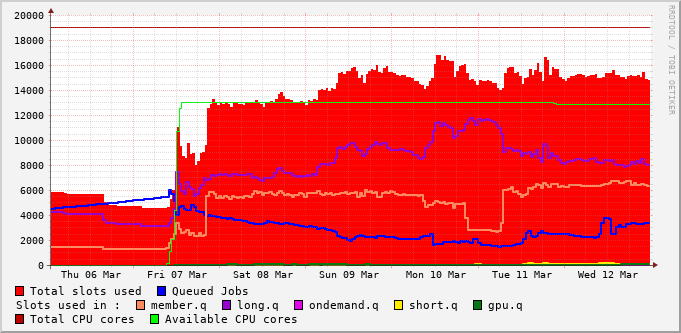 20000
18000
16000
14000
12000
10000
8000
6000
4000
2000
0
Thu 06 Mar Fri 07 Mar Sat 08 Mar Sun 09 Mar Mon 10 Mar Tue 11 Mar Wed 12 Mar
Total slots used Queued Jobs
Slots used in : member.q long.q ondemand.q short.q gpu.q
Total CPU cores Available CPU cores
RRDTOOL / TOBI OETIKER